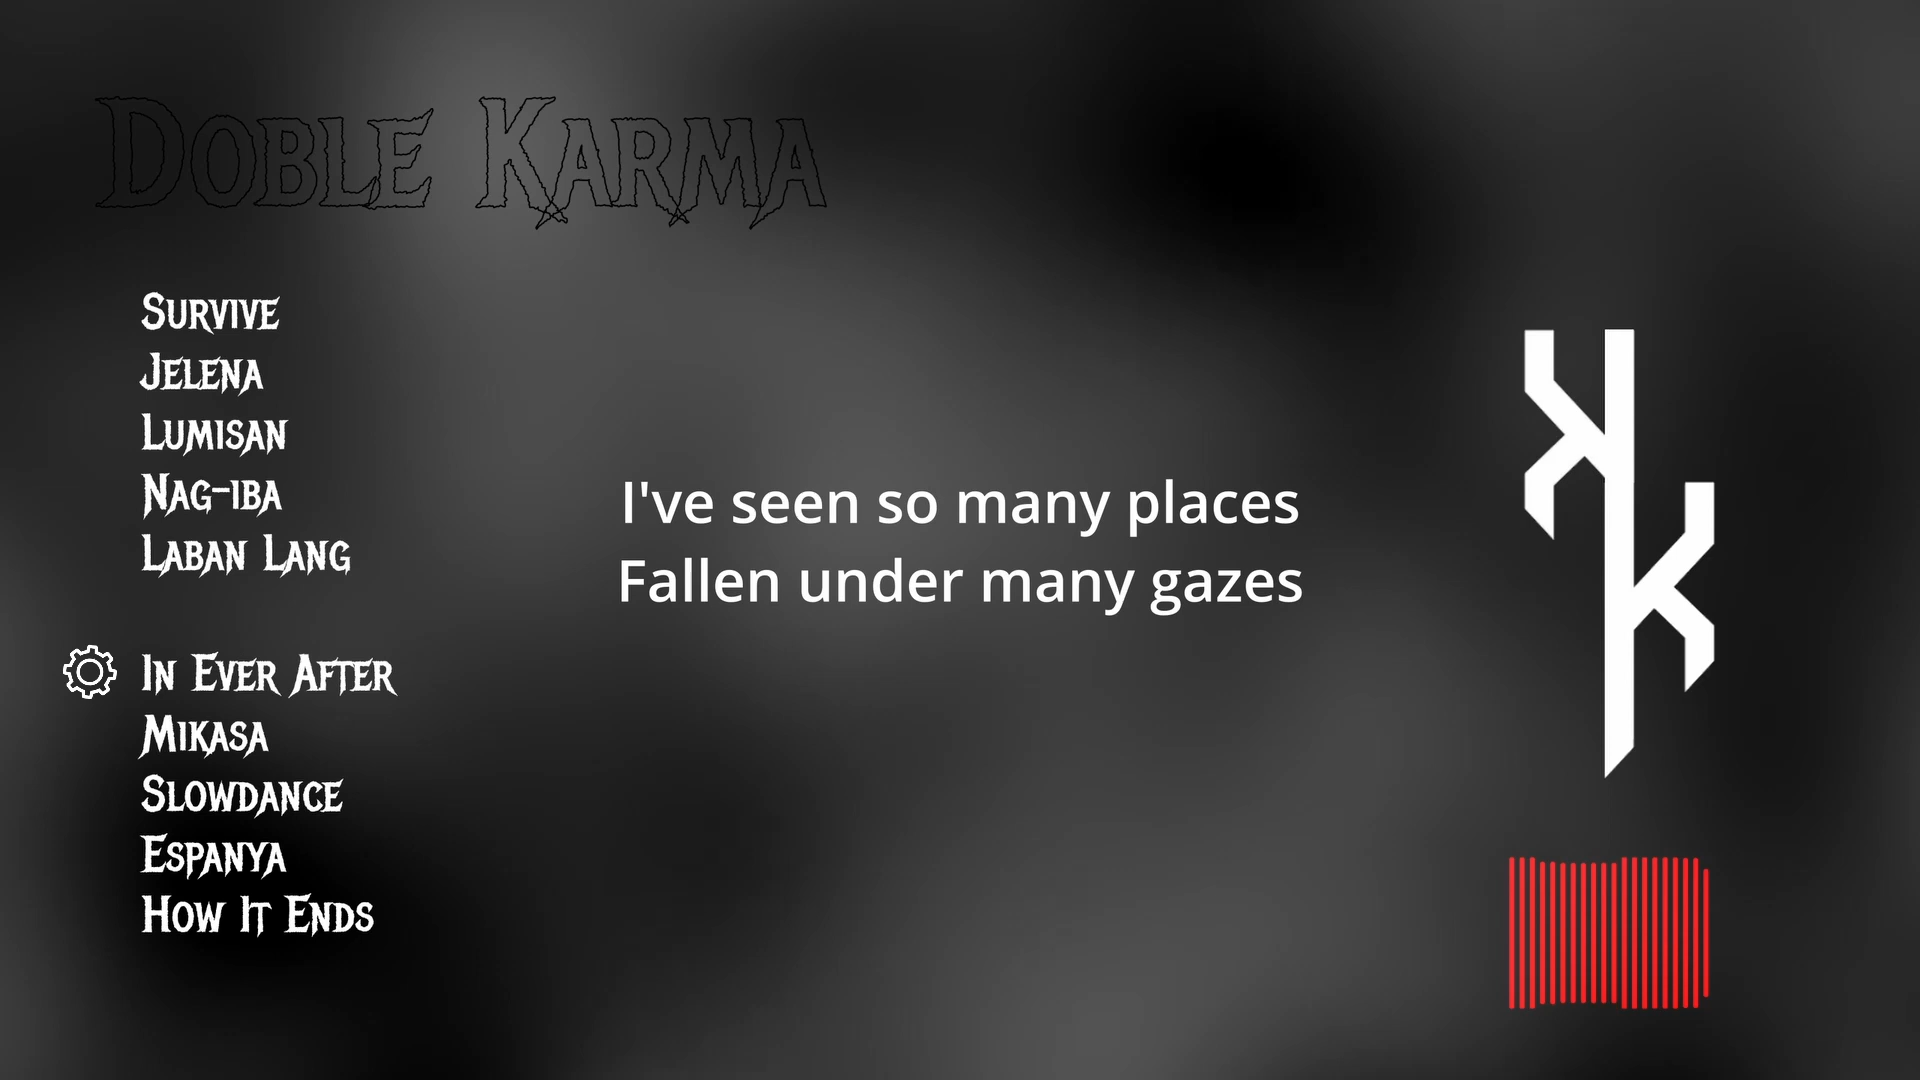 Doble Karma
Survive
Jelena
Lumisan
Nag-iba
Laban Lang
In Ever After
Mikasa
Slowdance
Espanya
How It Ends
I've seen so many places
Fallen under many gazes